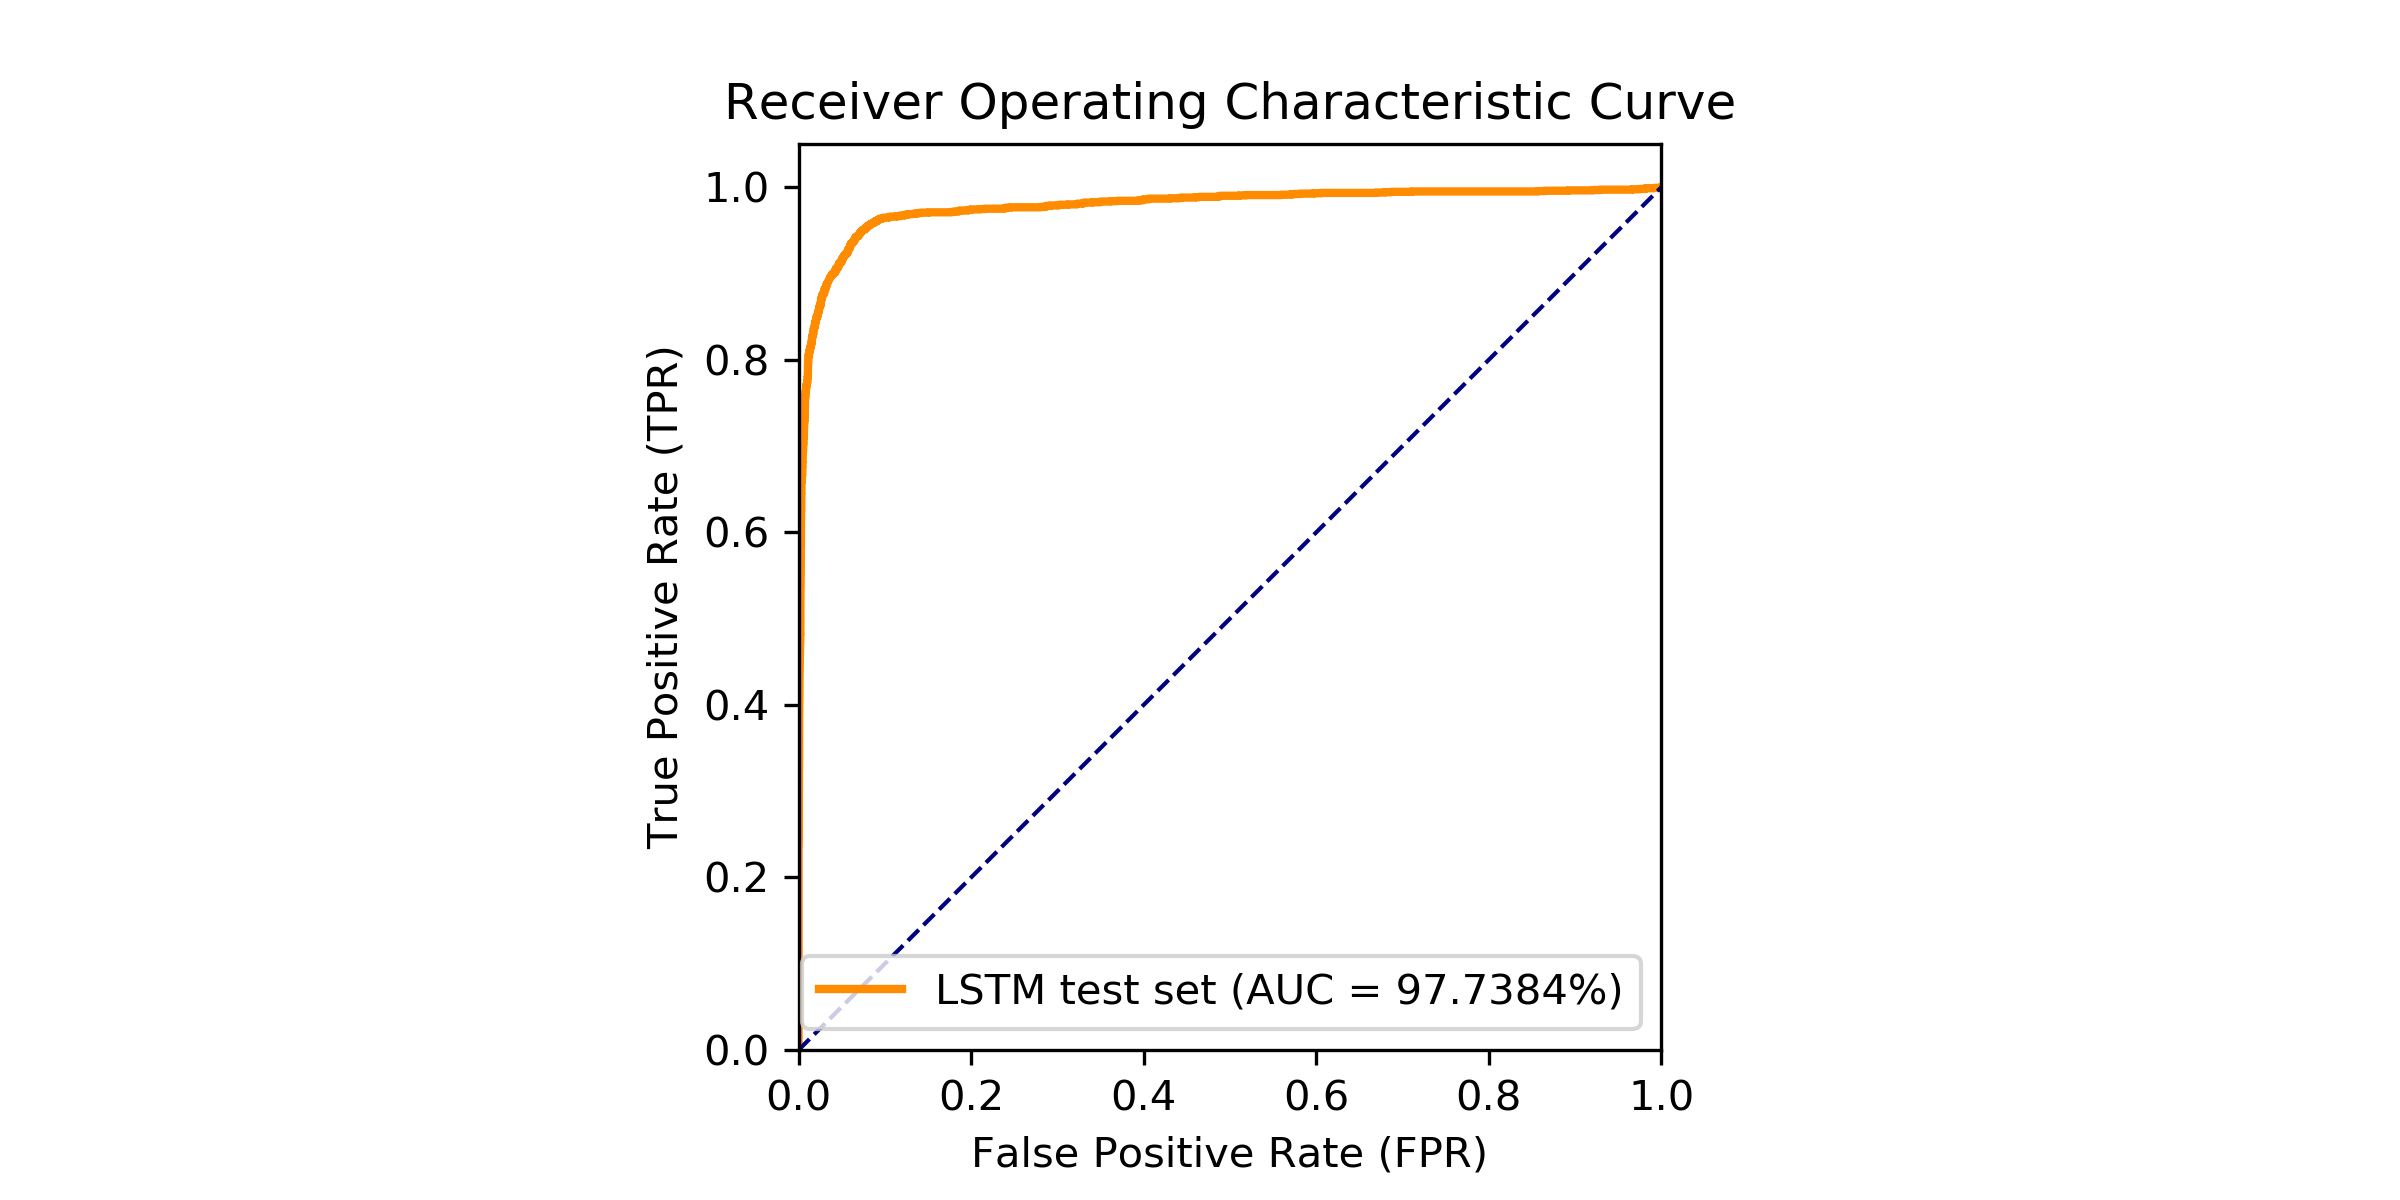 Receiver Operating Characteristic Curve
True Positive Rate (TPR)
1.0
0.8
0.6
0.4
0.2
0.0
LSTM test set (AUC = 97.7384%)
0.0 0.2 0.4 0.6 0.8 1.0
False Positive Rate (FPR)